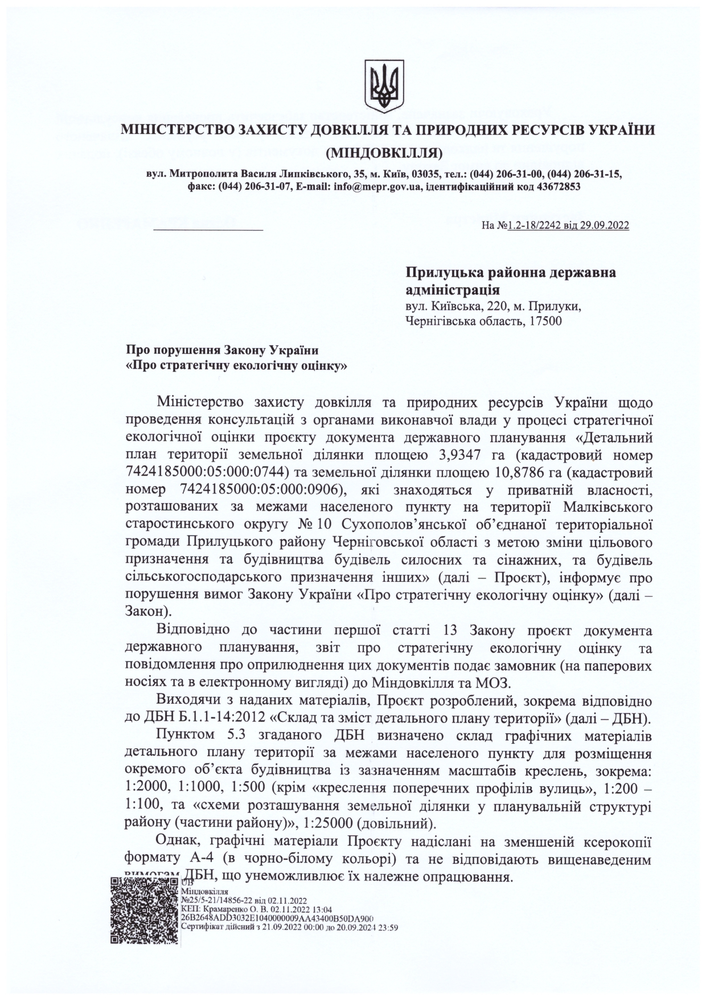 МІНІСТЕРСТВО ЗАХИСТУ ДОВКІЛЛЯ ТА ПРИРОДНИХ РЕСУРСІВ УКРАЇНИ
(МІНДОВКІЛЛЯ)
вул. Митрополита Василя Липківського, 35, м. Київ, 03035, тел.: (044) 206-31-00, (044) 206-31-15,
факс: (044) 206-31-07, E-mail: info@mepr.gov.ua, ідентифікаційний код 43672853
На №1.2-18/2242 від 29.09.2022
Прилуцька районна державна
адміністрація
вул. Київська, 220, м. Прилуки,
Чернігівська область, 17500
Про порушення Закону України
«Про стратегічну екологічну оцінку»
Міністерство захисту довкілля та природних ресурсів України щодо
проведення консультацій з органами виконавчої влади у процесі стратегічної
екологічної оцінки проєкту документа державного планування «Детальний
план території земельної ділянки площею 3,9347 га (кадастровий номер
7424185000:05:000:0744) та земельної ділянки площею 10,8786 га (кадастровий
номер 7424185000:05:000:0906), які знаходяться у приватній власності,
розташованих за межами населеного пункту на території Малківського
старостинського округу № 10 Сухополов’янської об’єднаної територіальної
громади Прилуцького району Черніговської області з метою зміни цільового
призначення та будівництва будівель силосних та сінажних, та будівель
сільськогосподарського призначення інших» (далі – Проєкт), інформує про
порушення вимог Закону України «Про стратегічну екологічну оцінку» (далі –
Закон).
Відповідно до частини першої статті 13 Закону проєкт документа
державного планування, звіт про стратегічну екологічну оцінку та
повідомлення про оприлюднення цих документів подає замовник (на паперових
носіях та в електронному вигляді) до Міндовкілля та МОЗ.
Виходячи з наданих матеріалів, Проєкт розроблений, зокрема відповідно
до ДБН Б.1.1-14:2012 «Склад та зміст детального плану території» (далі – ДБН).
Пунктом 5.3 згаданого ДБН визначено склад графічних матеріалів
детального плану території за межами населеного пункту для розміщення
окремого об’єкта будівництва із зазначенням масштабів креслень, зокрема:
1:2000, 1:1000, 1:500 (крім «креслення поперечних профілів вулиць», 1:200 –
1:100, та «схеми розташування земельної ділянки у планувальній структурі
району (частини району)», 1:25000 (довільний).
Однак, графічні матеріали Проєкту надіслані на зменшеній ксерокопії
формату А-4 (в чорно-білому кольорі) та не відповідають вищенаведеним
вимогам ДБН, що унеможливлює їх належне опрацювання.
UB
Міндовкілля
№25/5-21/14856-22 від 02.11.2022
КЕП: Крамаренко О. В. 02.11.2022 13:04
26B2648ADD3032E1040000009AA43400B50DA900
Сертифікат дійсний з 21.09.2022 00:00 до 20.09.2024 23:59